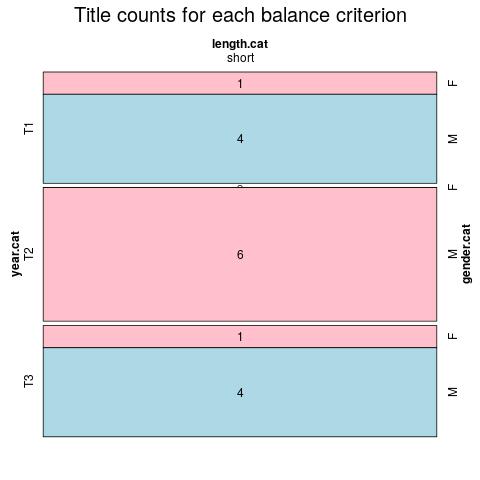 Title counts for each balance criterion
length.cat
short
1
F
T1
4
M
F
year.cat
T2
6
M
gender.cat
1
F
T3
4
M